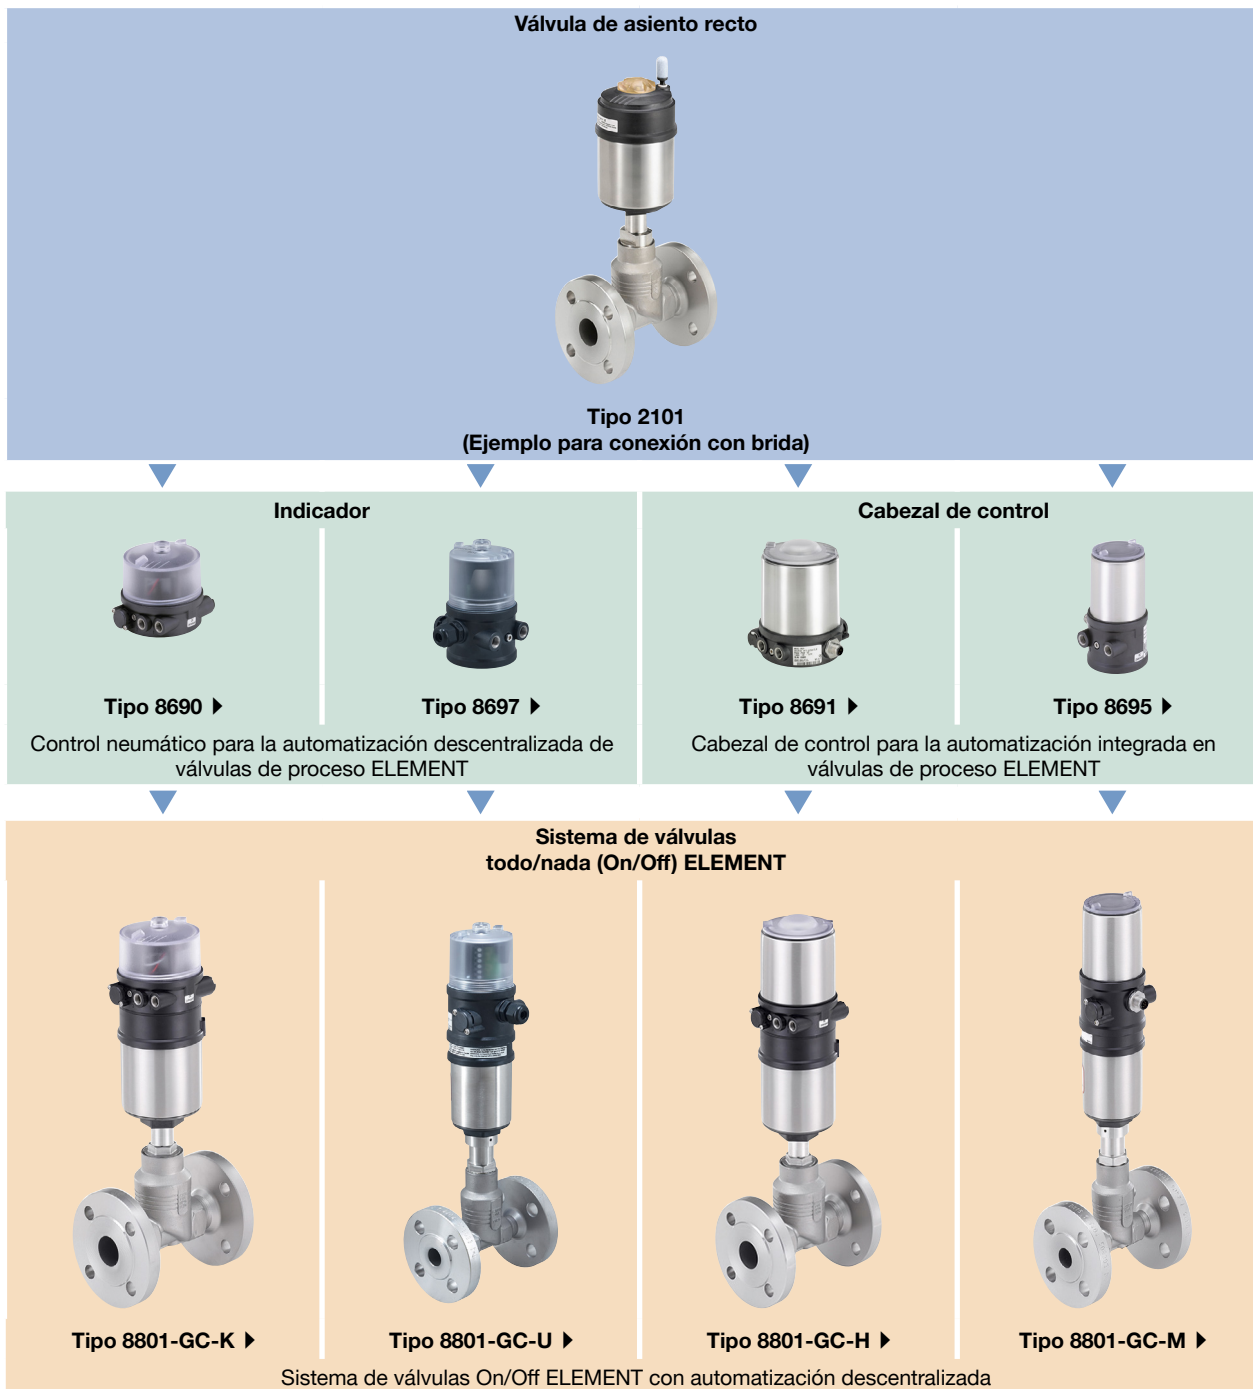 Válvula de asiento recto
Tipo 2101
(Ejemplo para conexión con brida)
Indicador
Cabezal de control
Tipo 8690
Tipo 8697
Tipo 8691
Tipo 8695
Control neumático para la automatización descentralizada de
válvulas de proceso ELEMENT
Cabezal de control para la automatización integrada en
válvulas de proceso ELEMENT
Sistema de válvulas
todo/nada (On/Off) ELEMENT
Tipo 8801-GC-K
Tipo 8801-GC-U
Tipo 8801-GC-H
Tipo 8801-GC-M
Sistema de válvulas On/Off ELEMENT con automatización descentralizada